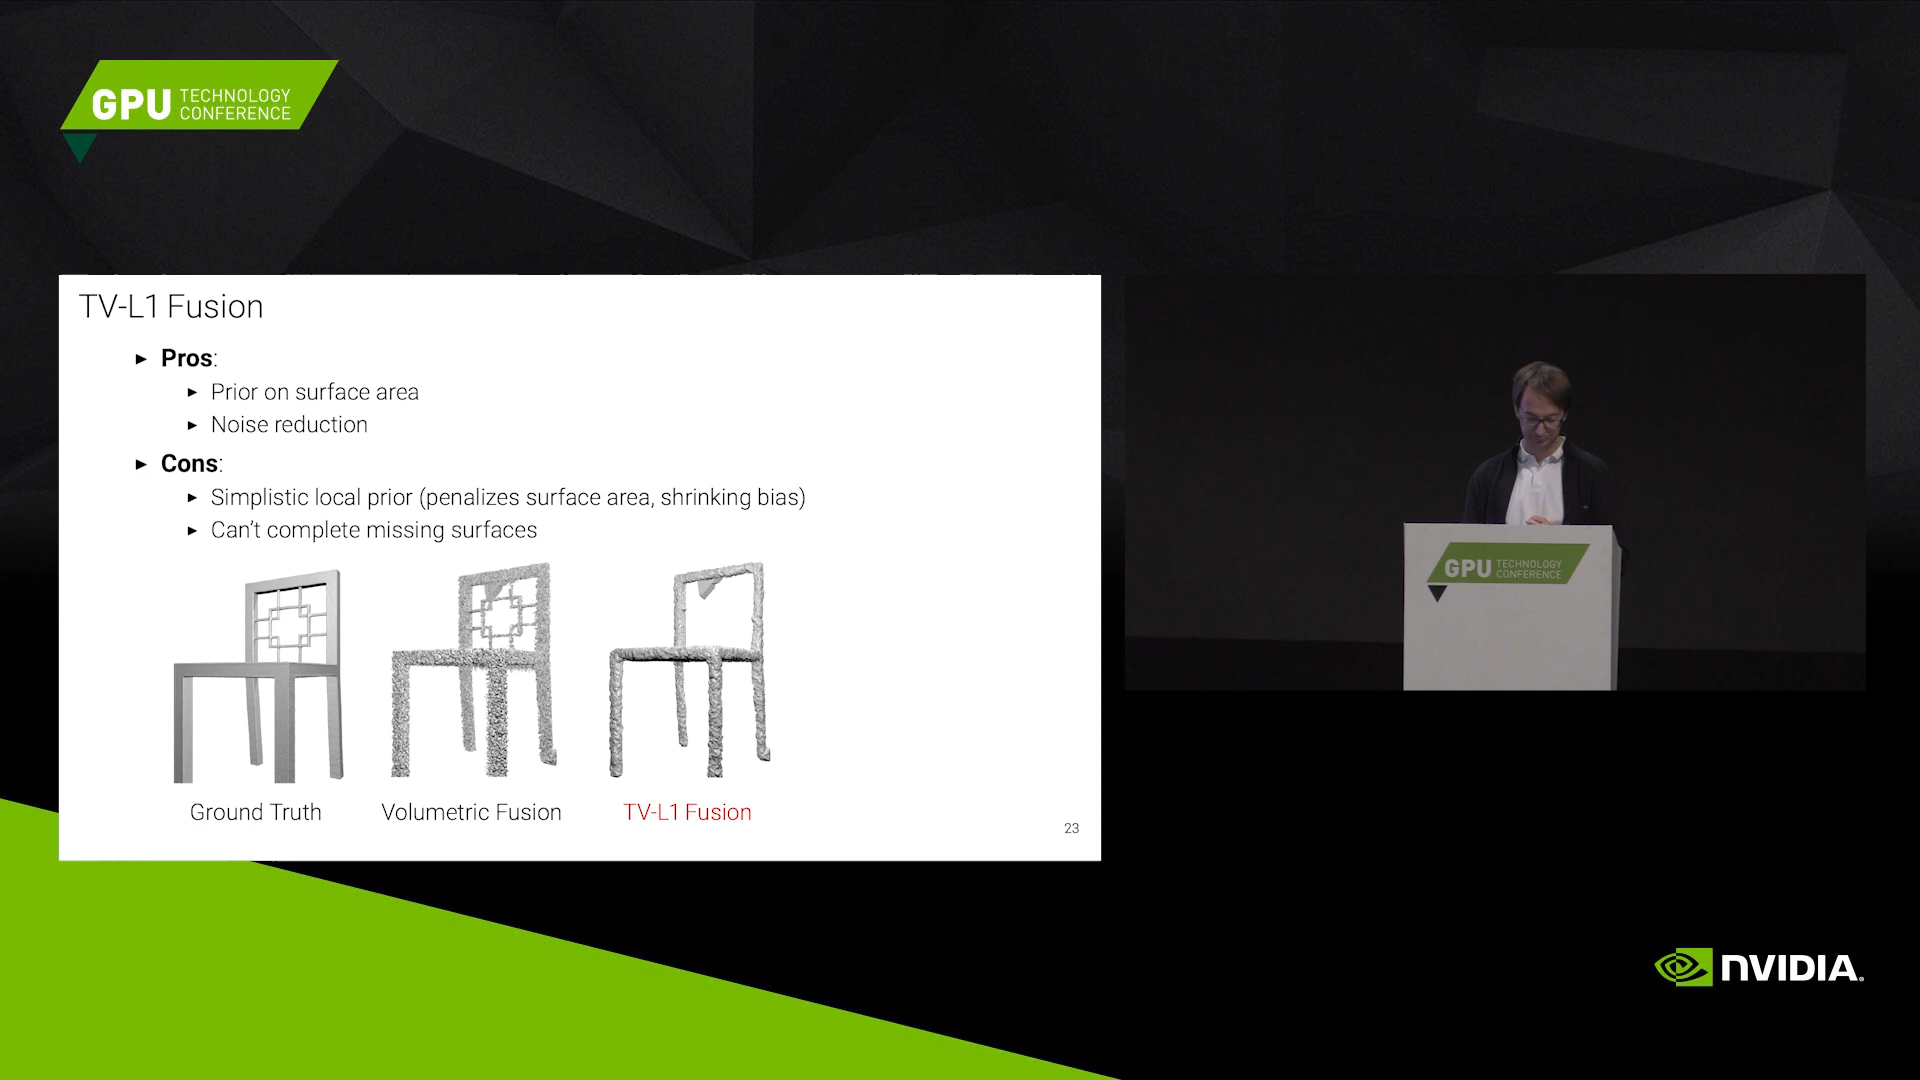 GPU TECHNOLOGY
CONFERENCE
TV-L1 Fusion
► Pros:
► Prior on surface area
► Noise reduction
► Cons:
► Simplistic local prior (penalizes surface area, shrinking bias)
► Can't complete missing surfaces
Ground Truth
Volumetric Fusion
TV-L1 Fusion
23
GPU TECHNOLOGY
CONFERENCE
NVIDIA.